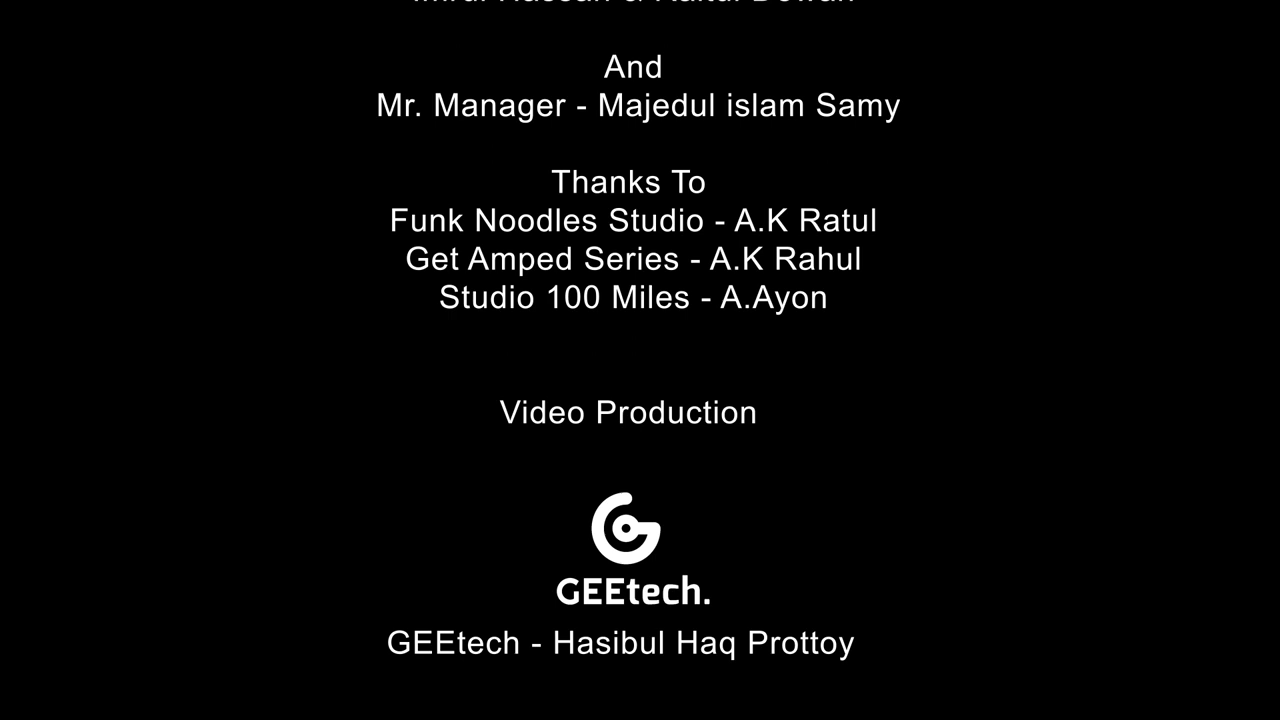 And
Mr. Manager - Majedul islam Samy
Thanks To
Funk Noodles Studio - A.K Ratul
Get Amped Series - A.K Rahul
Studio 100 Miles - A.Ayon
Video Production
GEEtech.
GEEtech - Hasibul Haq Prottoy